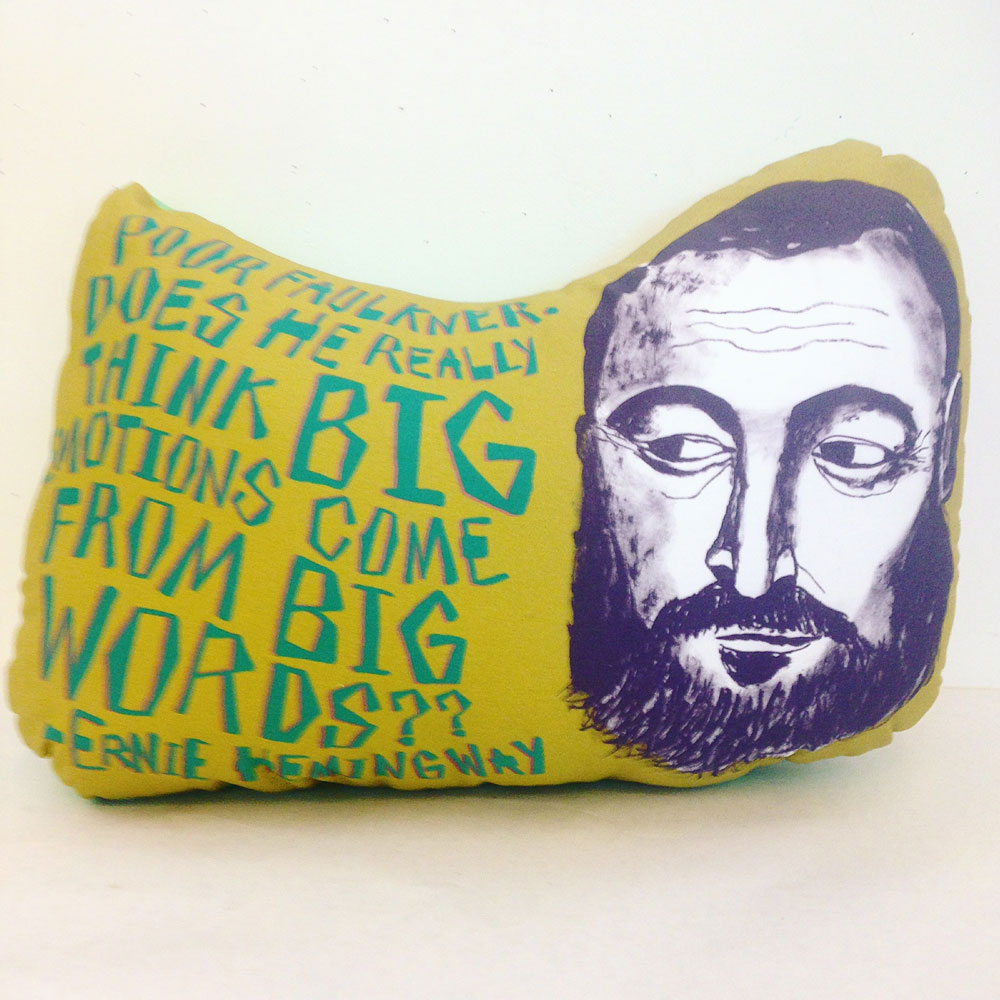 POOR FAULKNER.
DOES HE REALLY
THINK BIG
EMOTIONS COME
FROM BIG
WORDS??
-ERNIE HEMINGWAY